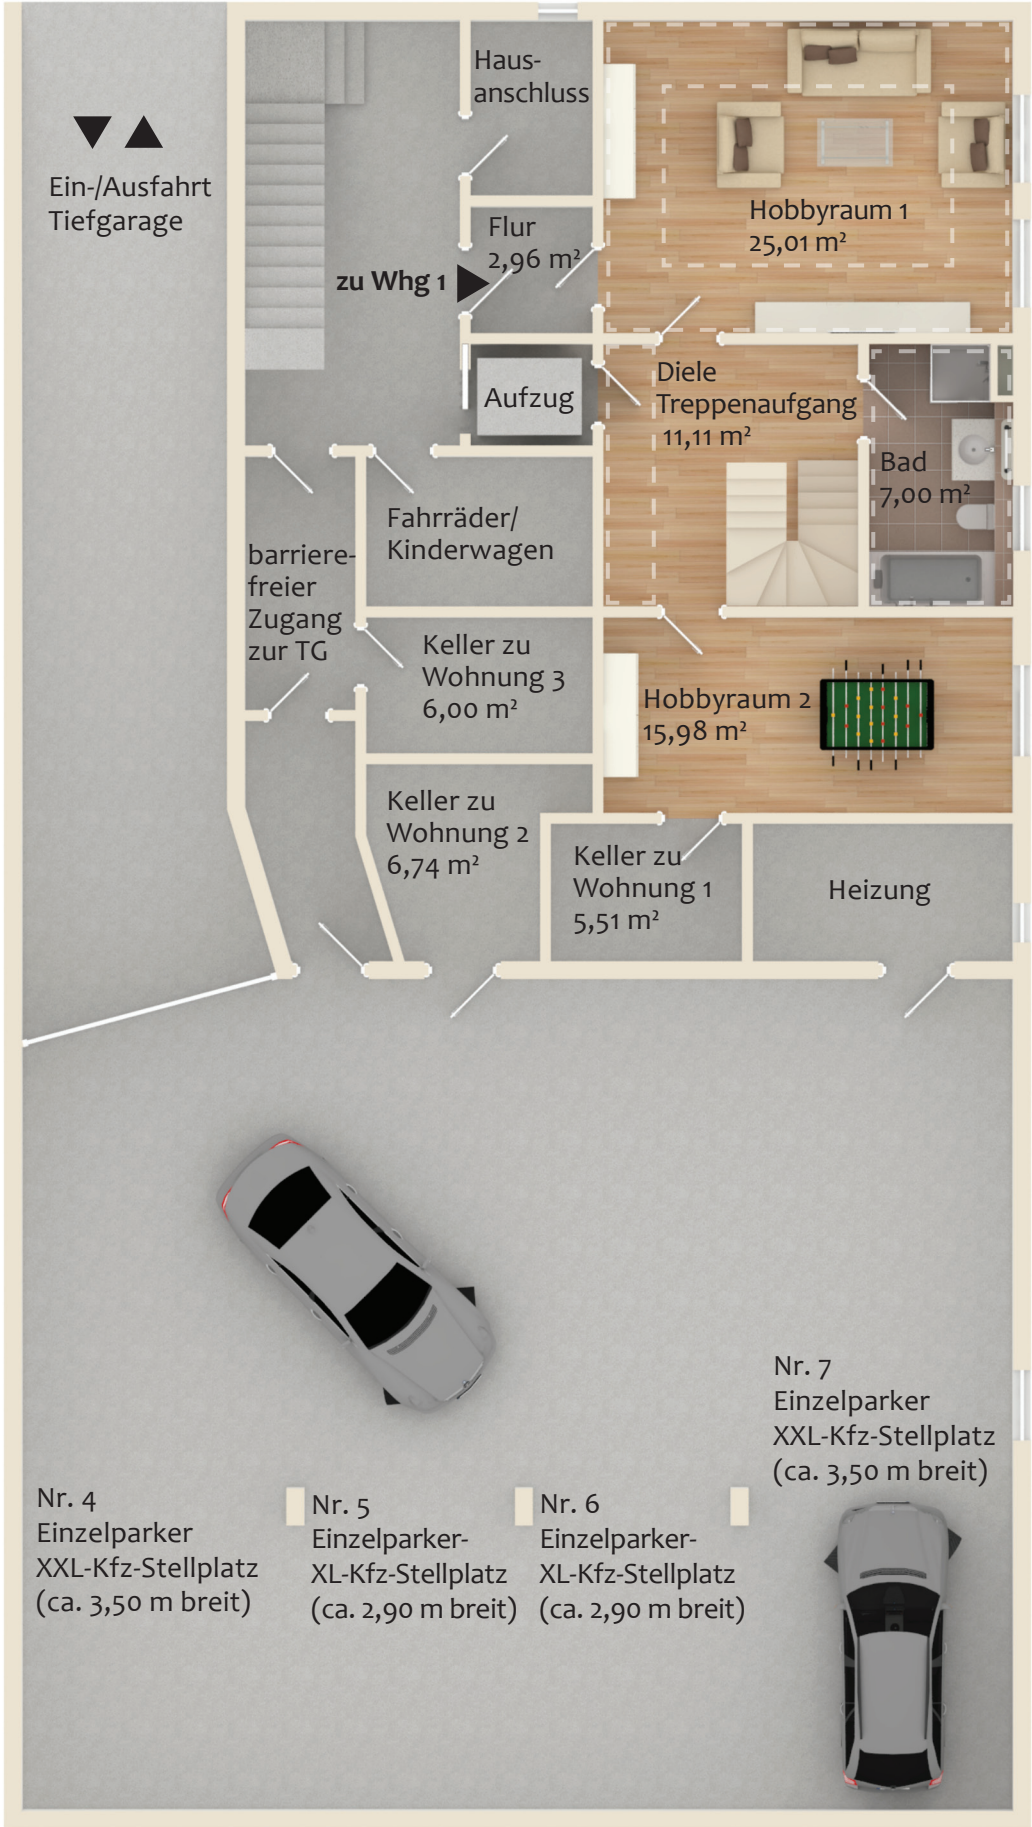 Haus-
anschluss
Ein-/Ausfahrt
Tiefgarage
Hobbyraum 1
25,01 m²
Flur
2,96 m²
zu Whg 1
Aufzug
Diele
Treppenaufgang
11,11 m²
Bad
7,00 m²
Fahrräder/
Kinderwagen
barriere-
freier
Zugang
zur TG
Keller zu
Wohnung 3
6,00 m²
Hobbyraum 2
15,98 m²
Keller zu
Wohnung 2
6,74 m²
Keller zu
Wohnung 1
5,51 m²
Heizung
Nr. 7
Einzelparker
XXL-Kfz-Stellplatz
(ca. 3,50 m breit)
Nr. 4
Einzelparker
XXL-Kfz-Stellplatz
(ca. 3,50 m breit)
Nr. 5
Einzelparker-
XL-Kfz-Stellplatz
(ca. 2,90 m breit)
Nr. 6
Einzelparker-
XL-Kfz-Stellplatz
(ca. 2,90 m breit)